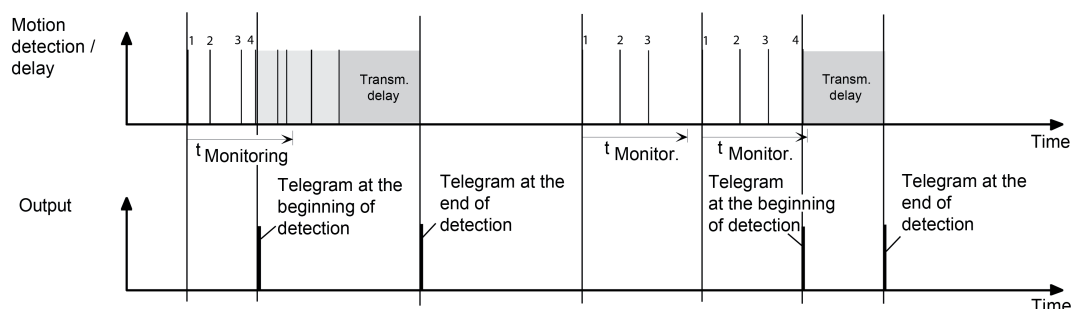 Motion
detection /
delay
1 2 3 4
1 2 3
1 2 3 4
Transm.
delay
Transm.
delay
Time
t Monitoring
t Monitor.
t Monitor.
Output
Telegram at the
beginning of
detection
Telegram at the
end of
detection
Telegram
at the beginning
of detection
Telegram at the
end of
detection
Time